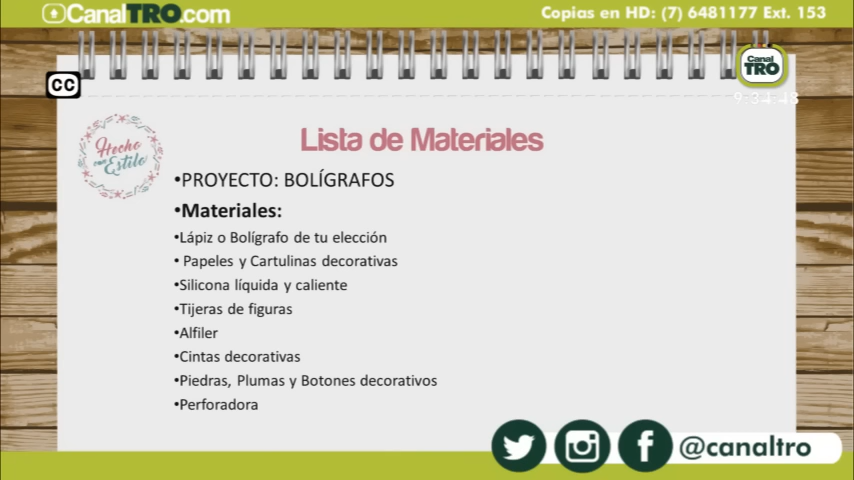 CanalTRO.com
Copias en HD: (7) 6481177 Ext. 153
CC
Canal
TRO
9:34:48
Hecho
con
Estilo
Lista de Materiales
•PROYECTO: BOLÍGRAFOS
•Materiales:
•Lápiz o Bolígrafo de tu elección
• Papeles y Cartulinas decorativas
•Silicona líquida y caliente
•Tijeras de figuras
•Alfiler
•Cintas decorativas
•Piedras, Plumas y Botones decorativos
•Perforadora
@canaltro